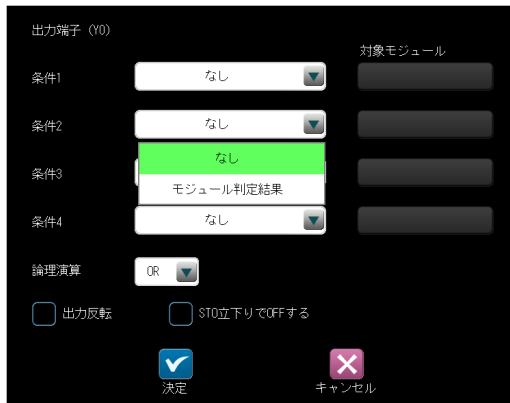 出力端子 (Y0)
対象モジュール
条件1 なし
条件2 なし
なし
条件3
モジュール判定結果
条件4 なし
論理演算 OR
出力反転 STO立下りでOFFする
決定 キャンセル